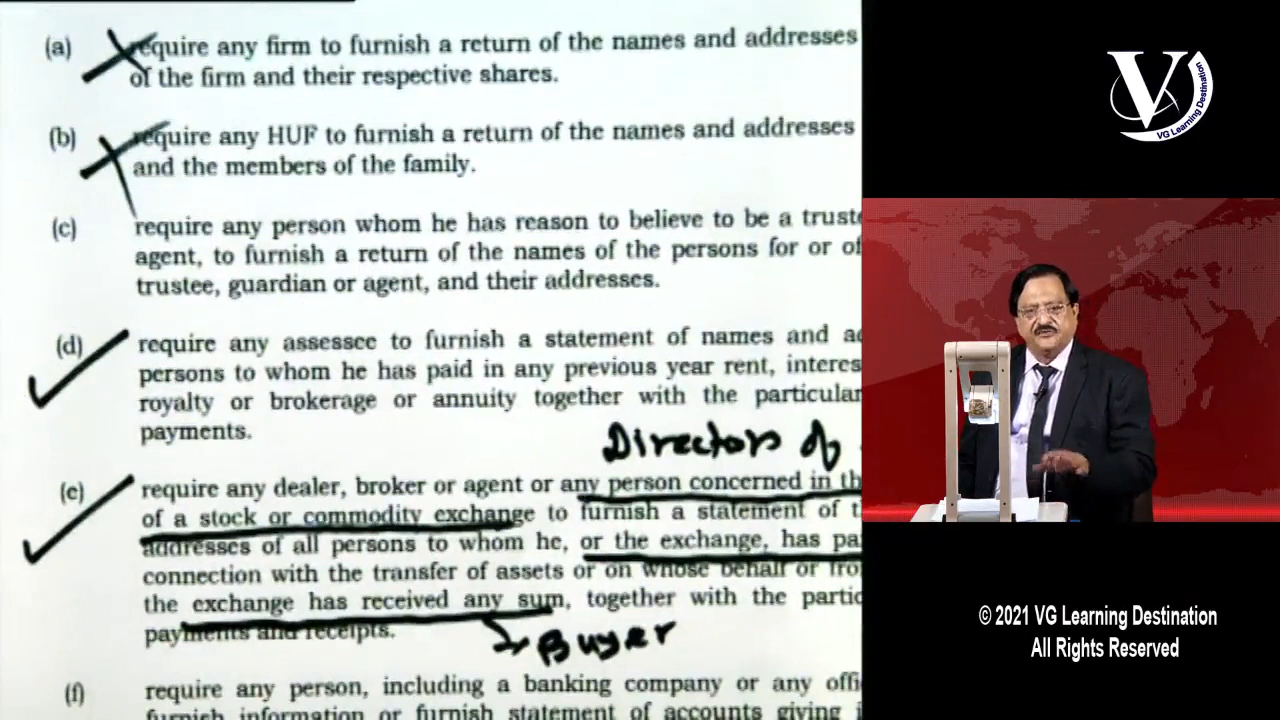 (a) require any firm to furnish a return of the names and addresses
of the firm and their respective shares.
(b) require any HUF to furnish a return of the names and addresses
and the members of the family.
(c) require any person whom he has reason to believe to be a
agent, to furnish a return of the names of the persons for or of
trustee, guardian or agent, and their addresses.
(d) require any assessee to furnish a statement of names and
persons to whom he has paid in any previous year rent,
royalty or brokerage or annuity together with the
payments.
Directors of
(e) require any dealer, broker or agent or any person concerned in
of a stock or commodity exchange to furnish a statement of
addresses of all persons to whom he, or the exchange, has
connection with the transfer of assets or on whose behalf or
the exchange has received any sum, together with the
payments and receipts.
Buyer
(f) require any person, including a banking company or any
furnish information or furnish statement of accounts giving
V
VG Learning Destination
© 2021 VG Learning Destination
All Rights Reserved